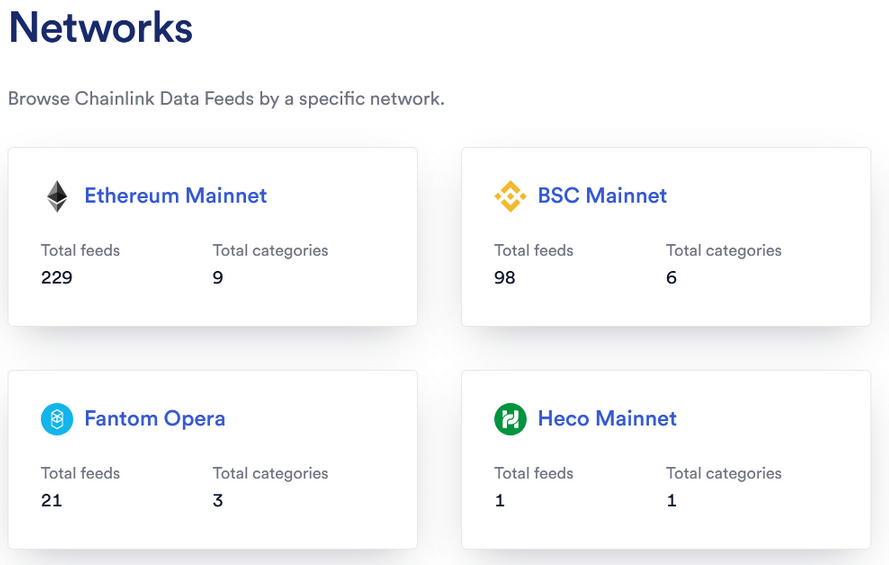 Networks
Browse Chainlink Data Feeds by a specific network.
Ethereum Mainnet
Total feeds Total categories
229 9
BSC Mainnet
Total feeds Total categories
98 6
Fantom Opera
Total feeds Total categories
21 3
Heco Mainnet
Total feeds Total categories
1 1